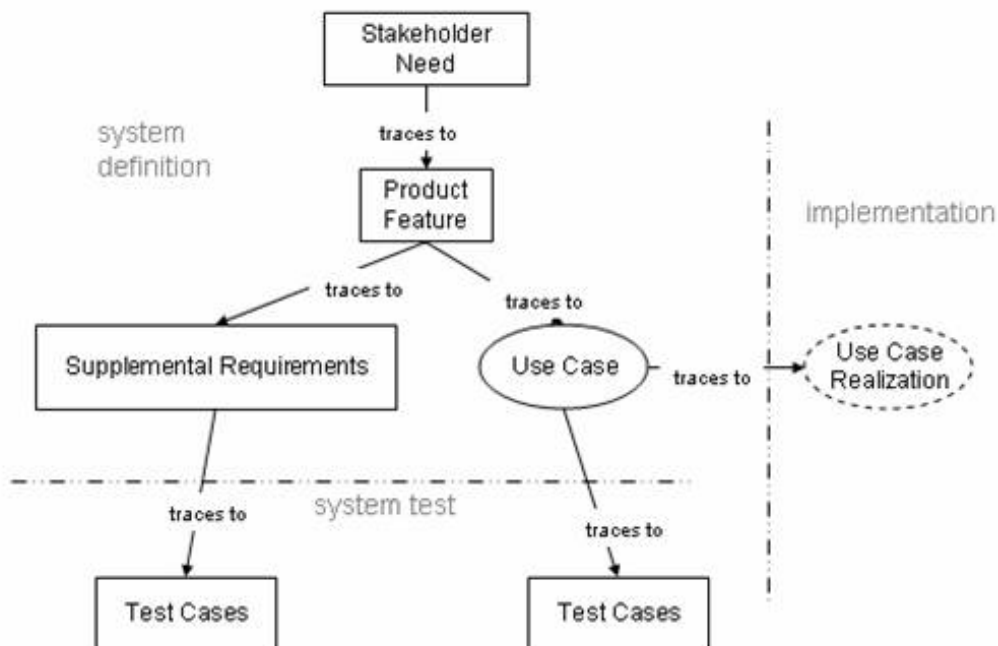 Stakeholder
Need
traces to
system
definition
Product
Feature
implementation
traces to
traces to
Supplemental Requirements
Use Case
traces to
Use Case
Realization
system test
traces to
traces to
Test Cases
Test Cases